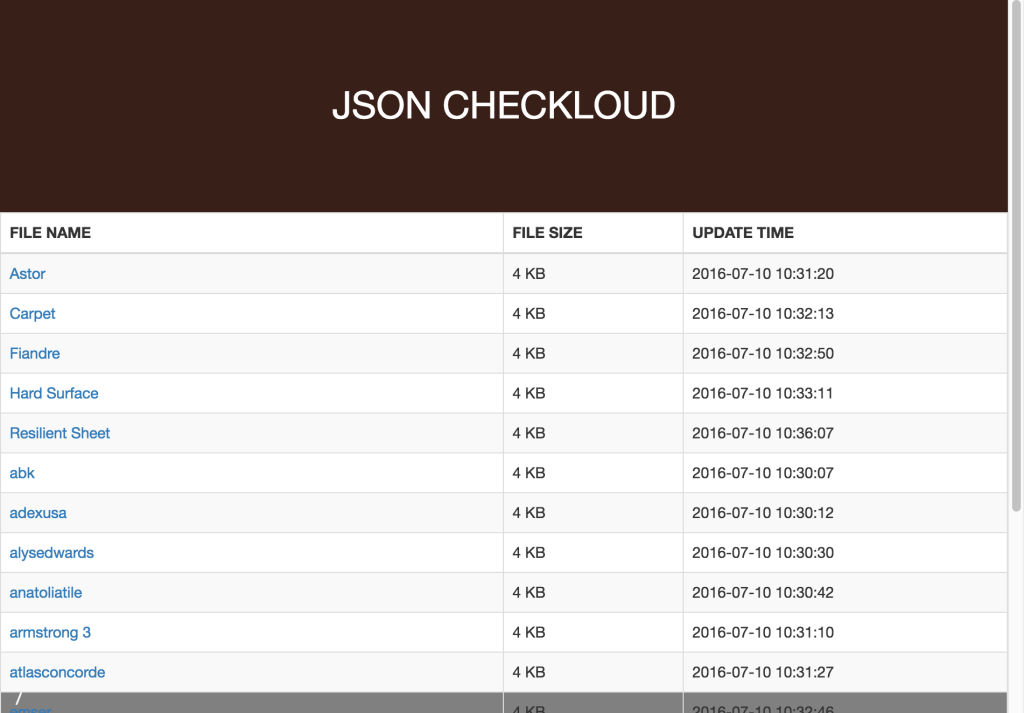 JSON CHECKLOUD
FILE NAME FILE SIZE UPDATE TIME
Astor 4 KB 2016-07-10 10:31:20
Carpet 4 KB 2016-07-10 10:32:13
Fiandre 4 KB 2016-07-10 10:32:50
Hard Surface 4 KB 2016-07-10 10:33:11
Resilient Sheet 4 KB 2016-07-10 10:36:07
abk 4 KB 2016-07-10 10:30:07
adexusa 4 KB 2016-07-10 10:30:12
alysedwards 4 KB 2016-07-10 10:30:30
anatoliatile 4 KB 2016-07-10 10:30:42
armstrong 3 4 KB 2016-07-10 10:31:10
atlasconcorde 4 KB 2016-07-10 10:31:27
/
emser 4 KB 2016-07-10 10:32:46